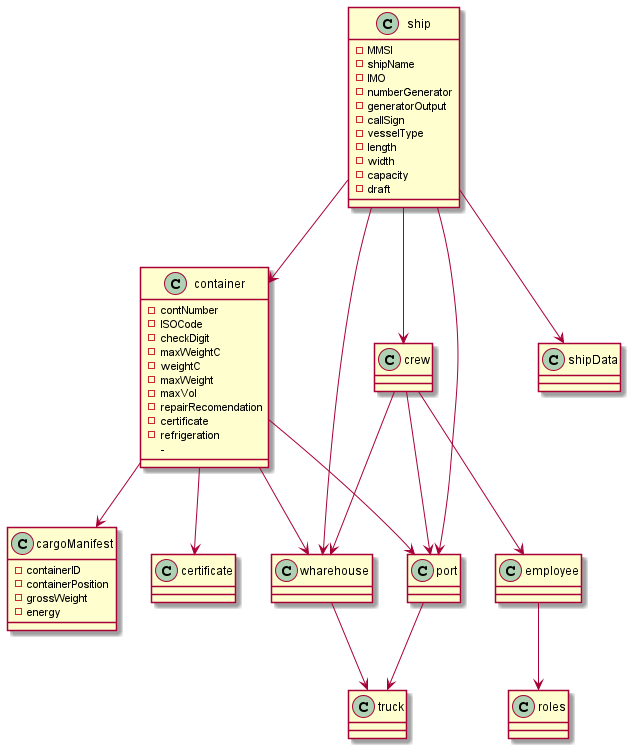 C ship
MMSI
shipName
IMO
numberGenerator
generatorOutput
callSign
vesselType
length
width
capacity
draft
C container
contNumber
ISOCode
checkDigit
maxWeightC
weightC
maxWeight
maxVol
repairRecomendation
certificate
refrigeration
-
C crew
C shipData
C cargoManifest
containerID
containerPosition
grossWeight
energy
C certificate
C wharehouse
C port
C employee
C truck
C roles